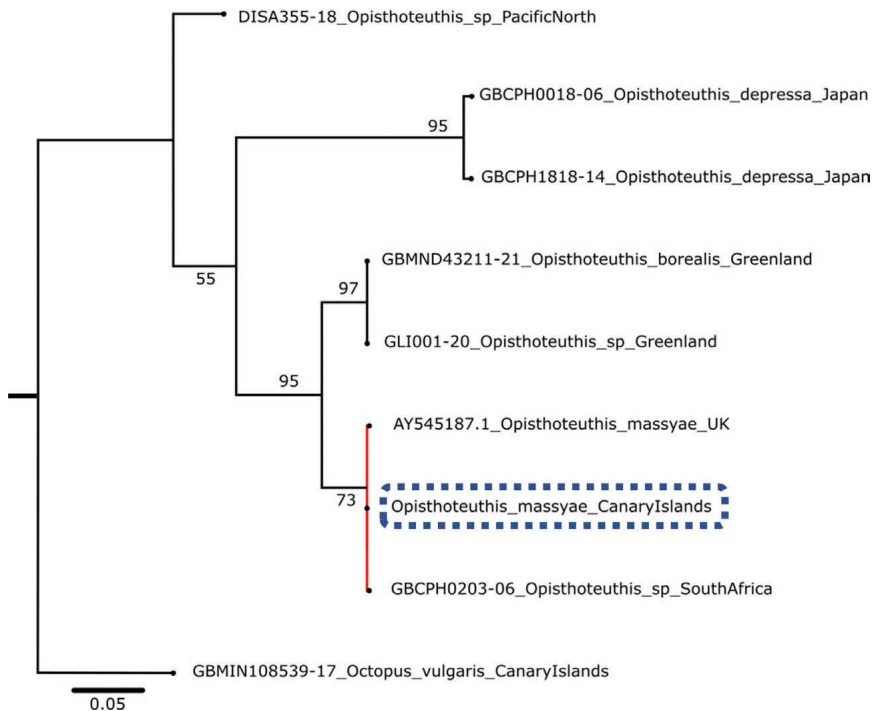 DISA355-18_Opisthoteuthis_sp_PacificNorth
GBCPH0018-06_Opisthoteuthis_depressa_Japan
95
GBCPH1818-14_Opisthoteuthis_depressa_Japan
GBMND43211-21_Opisthoteuthis_borealis_Greenland
55
97
GLI001-20_Opisthoteuthis_sp_Greenland
95
AY545187.1_Opisthoteuthis_massyae_UK
73
Opisthoteuthis_massyae_CanaryIslands
GBCPH0203-06_Opisthoteuthis_sp_SouthAfrica
GBMIN108539-17_Octopus_vulgaris_CanaryIslands
0.05